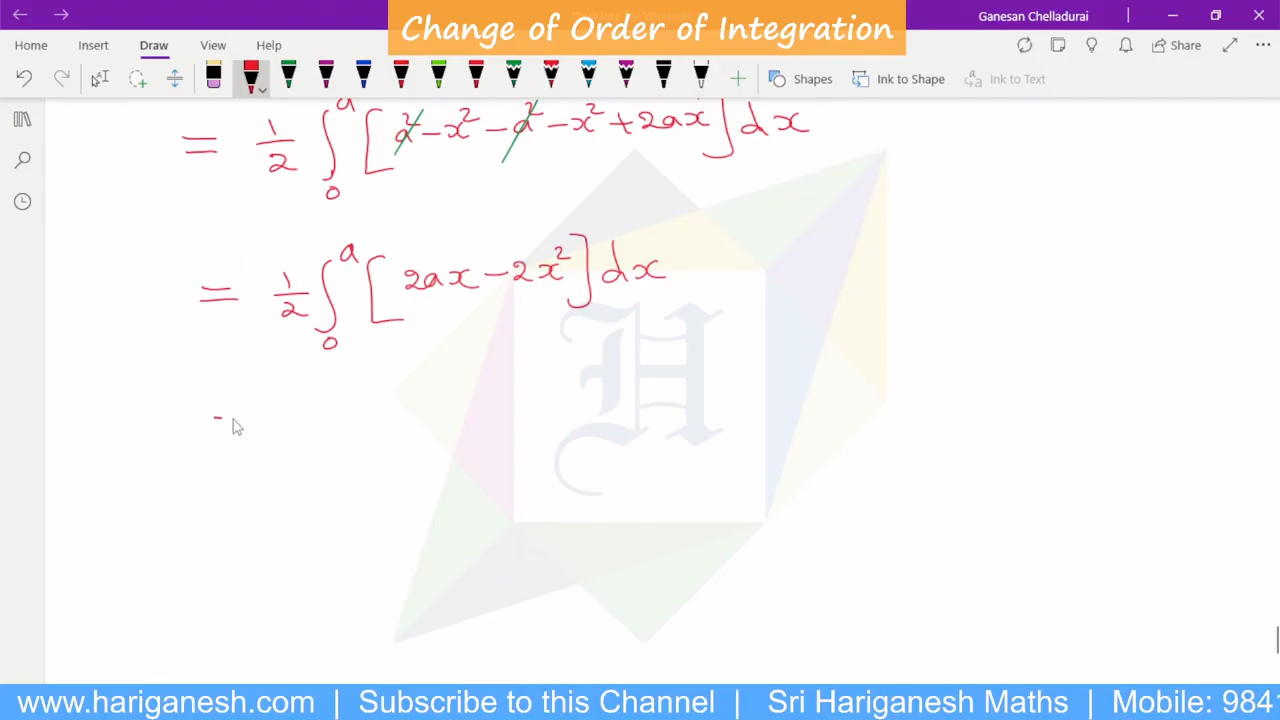 Change of Order of Integration
Ganesan Chelladurai
Home Insert Draw View Help
Share
Shapes Ink to Shape Ink to Text
= 1/2 ∫₀ᵃ [a² - x² - a² - x² + 2ax] dx
= 1/2 ∫₀ᵃ [2ax - 2x²] dx
-
H
www.hariganesh.com | Subscribe to this Channel | Sri Hariganesh Maths | Mobile: 984